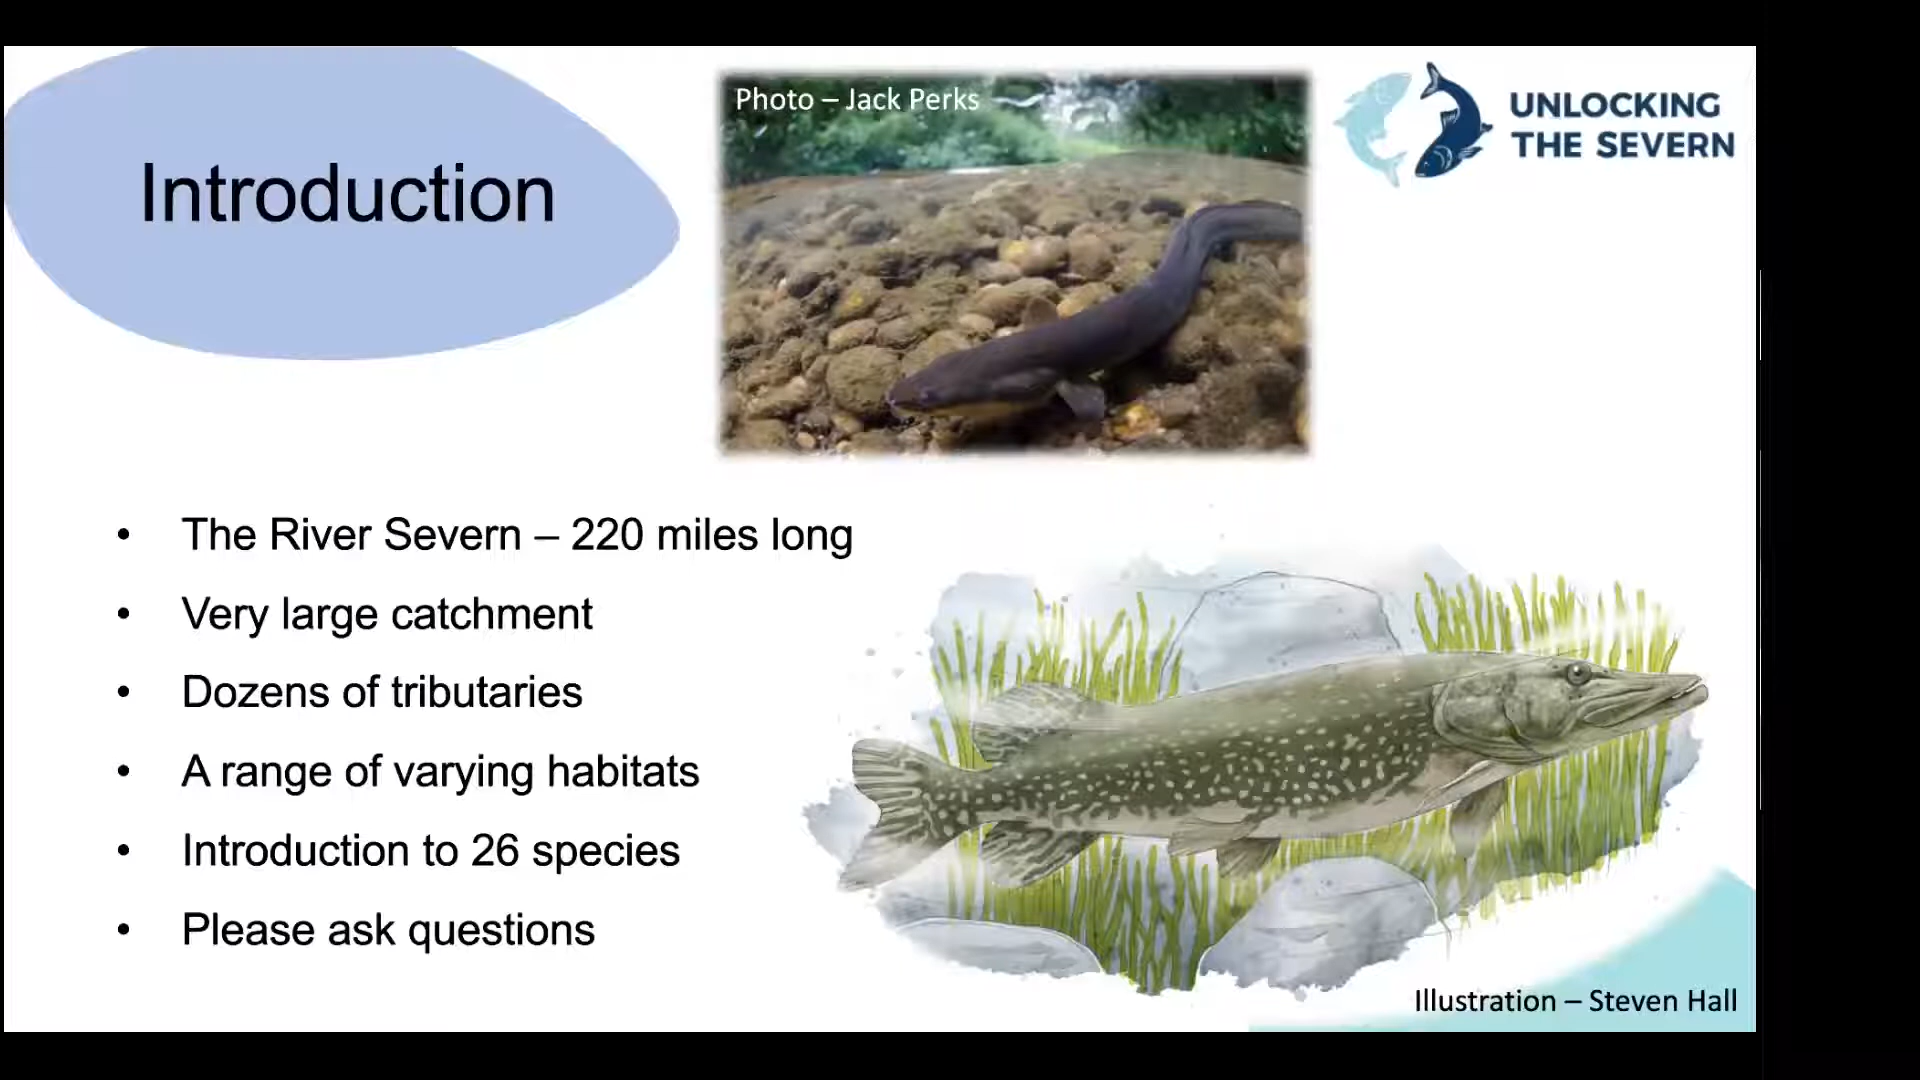 Introduction
Photo – Jack Perks
UNLOCKING
THE SEVERN
• The River Severn – 220 miles long
• Very large catchment
• Dozens of tributaries
• A range of varying habitats
• Introduction to 26 species
• Please ask questions
Illustration – Steven Hall